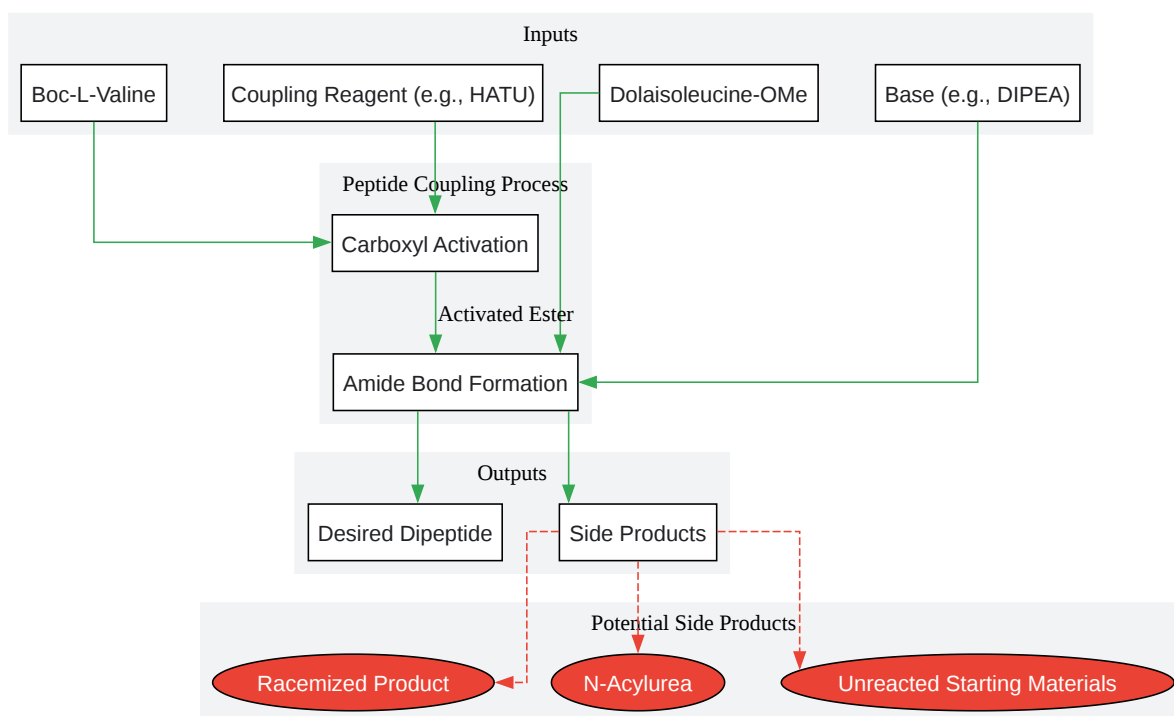 Inputs
Boc-L-Valine
Coupling Reagent (e.g., HATU)
Dolaisoleucine-OMe
Base (e.g., DIPEA)
Peptide Coupling Process
Carboxyl Activation
Activated Ester
Amide Bond Formation
Outputs
Desired Dipeptide
Side Products
Potential Side Products
Racemized Product
N-Acylurea
Unreacted Starting Materials